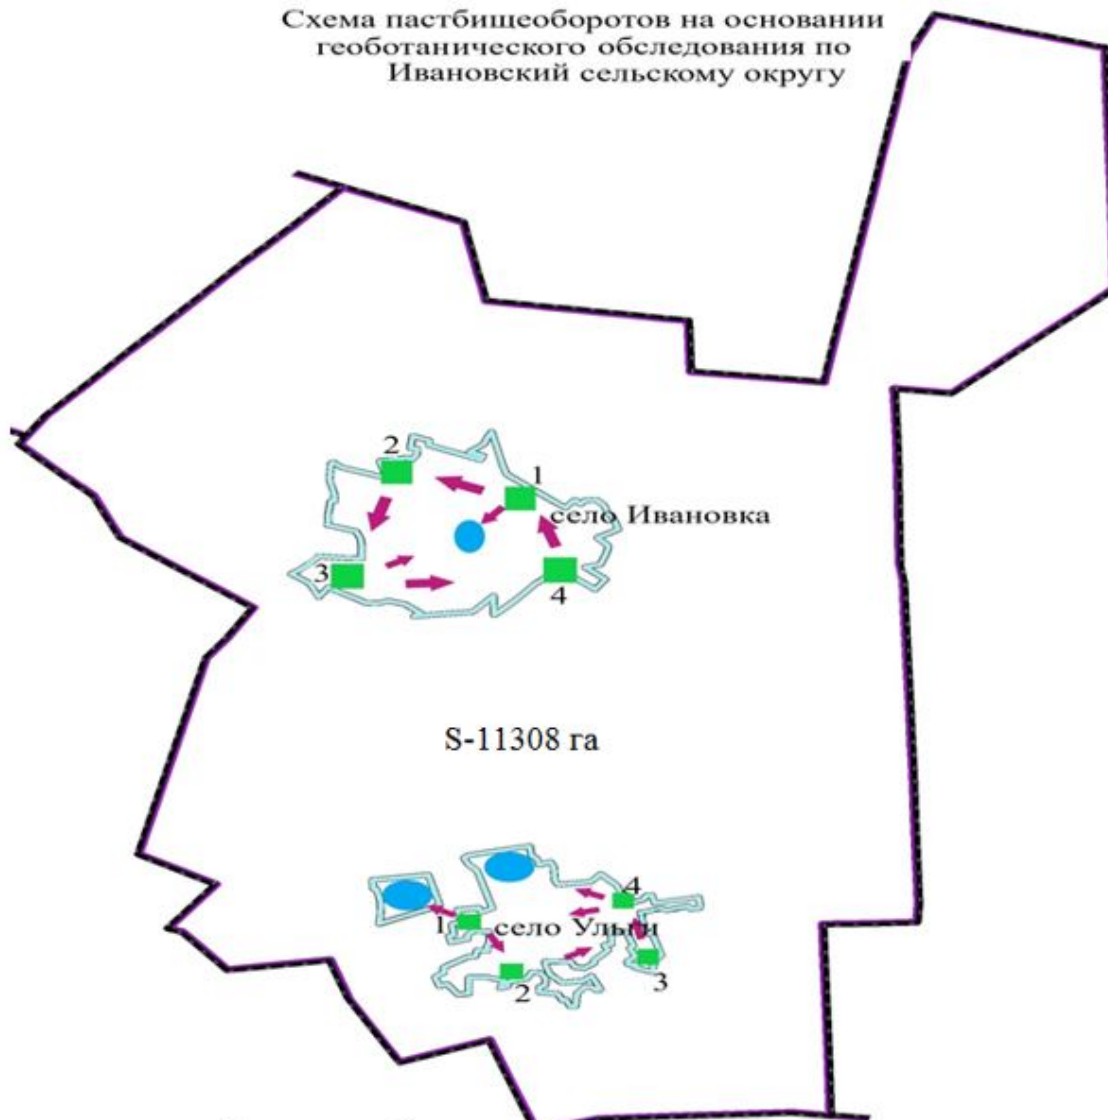 Схема пастбищеоборотов на основании
геоботанического обследования по
Ивановский сельскому округу
2
1
село Ивановка
3
4
S-11308 га
4
1
село Ульги
2
3